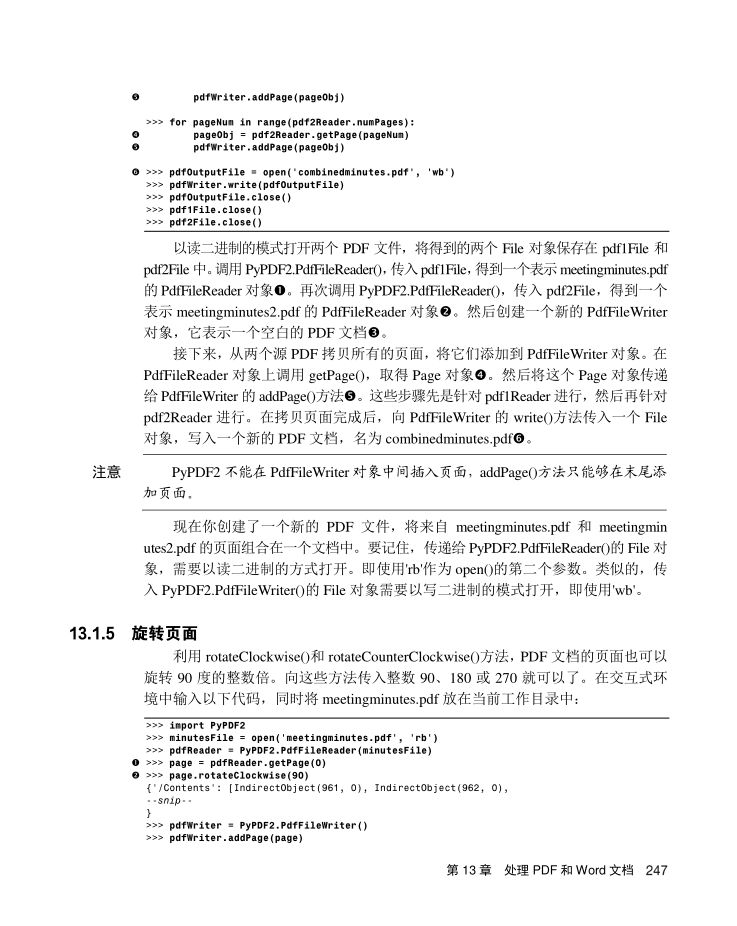 ❺ pdfWriter.addPage(pageObj)
>>> for pageNum in range(pdf2Reader.numPages):
❹ pageObj = pdf2Reader.getPage(pageNum)
❺ pdfWriter.addPage(pageObj)
❻ >>> pdfOutputFile = open('combinedminutes.pdf', 'wb')
>>> pdfWriter.write(pdfOutputFile)
>>> pdfOutputFile.close()
>>> pdf1File.close()
>>> pdf2File.close()
以读二进制的模式打开两个 PDF 文件，将得到的两个 File 对象保存在 pdf1File 和
pdf2File 中。调用 PyPDF2.PdfFileReader()，传入 pdf1File，得到一个表示 meetingminutes.pdf
的 PdfFileReader 对象❶。再次调用 PyPDF2.PdfFileReader()，传入 pdf2File，得到一个
表示 meetingminutes2.pdf 的 PdfFileReader 对象❷。然后创建一个新的 PdfFileWriter
对象，它表示一个空白的 PDF 文档❸。
接下来，从两个源 PDF 拷贝所有的页面，将它们添加到 PdfFileWriter 对象。在
PdfFileReader 对象上调用 getPage()，取得 Page 对象❹。然后将这个 Page 对象传递
给 PdfFileWriter 的 addPage()方法❺。这些步骤先是针对 pdf1Reader 进行，然后再针对
pdf2Reader 进行。在拷贝页面完成后，向 PdfFileWriter 的 write()方法传入一个 File
对象，写入一个新的 PDF 文档，名为 combinedminutes.pdf❻。
注意 PyPDF2 不能在 PdfFileWriter 对象中间插入页面，addPage()方法只能够在末尾添
加页面。
现在你创建了一个新的 PDF 文件，将来自 meetingminutes.pdf 和 meetingmin
utes2.pdf 的页面组合在一个文档中。要记住，传递给 PyPDF2.PdfFileReader()的 File 对
象，需要以读二进制的方式打开。即使用'rb'作为 open()的第二个参数。类似的，传
入 PyPDF2.PdfFileWriter()的 File 对象需要以写二进制的模式打开，即使用'wb'。
13.1.5 旋转页面
利用 rotateClockwise()和 rotateCounterClockwise()方法，PDF 文档的页面也可以
旋转 90 度的整数倍。向这些方法传入整数 90、180 或 270 就可以了。在交互式环
境中输入以下代码，同时将 meetingminutes.pdf 放在当前工作目录中：
>>> import PyPDF2
>>> minutesFile = open('meetingminutes.pdf', 'rb')
>>> pdfReader = PyPDF2.PdfFileReader(minutesFile)
❶ >>> page = pdfReader.getPage(0)
❷ >>> page.rotateClockwise(90)
{'/Contents': [IndirectObject(961, 0), IndirectObject(962, 0),
--snip--
}
>>> pdfWriter = PyPDF2.PdfFileWriter()
>>> pdfWriter.addPage(page)
第 13 章 处理 PDF 和 Word 文档 247